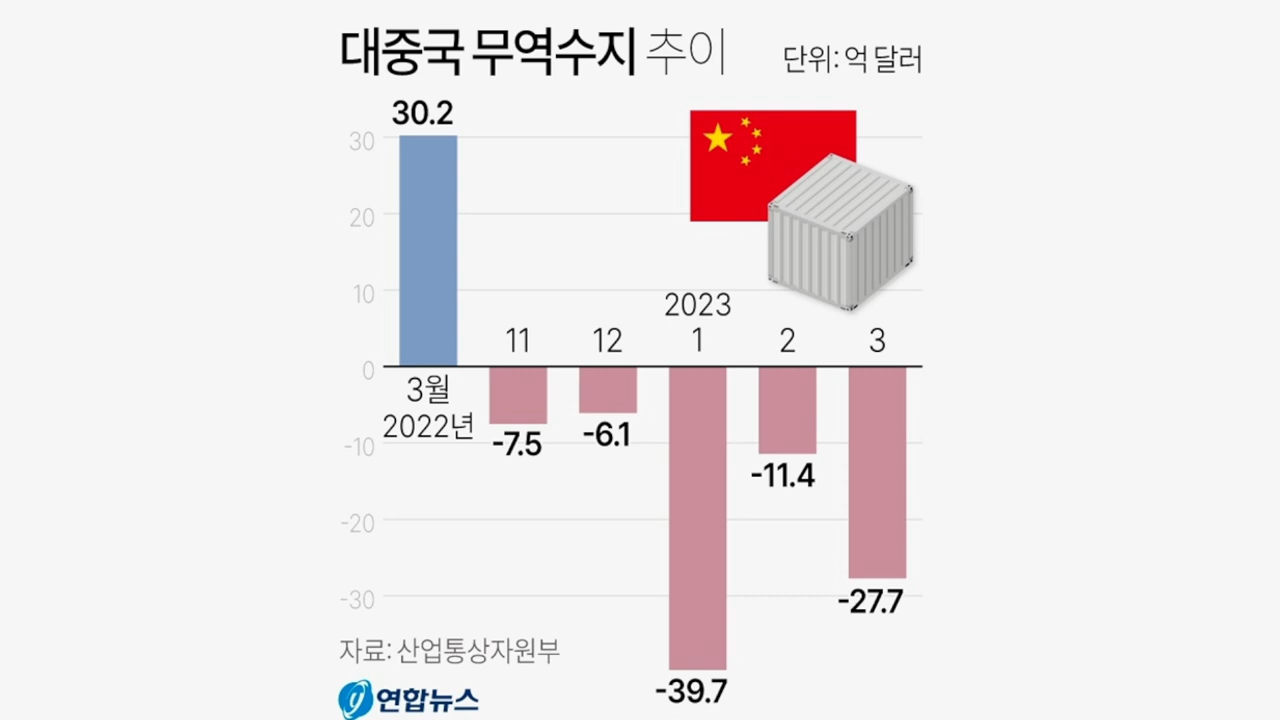 대중국 무역수지 추이
단위: 억 달러
30.2
30
20
10
0
-10
-20
-30
2023
11 12 1 2 3
3월
2022년
-7.5
-6.1
-39.7
-11.4
-27.7
자료: 산업통상자원부
y 연합뉴스